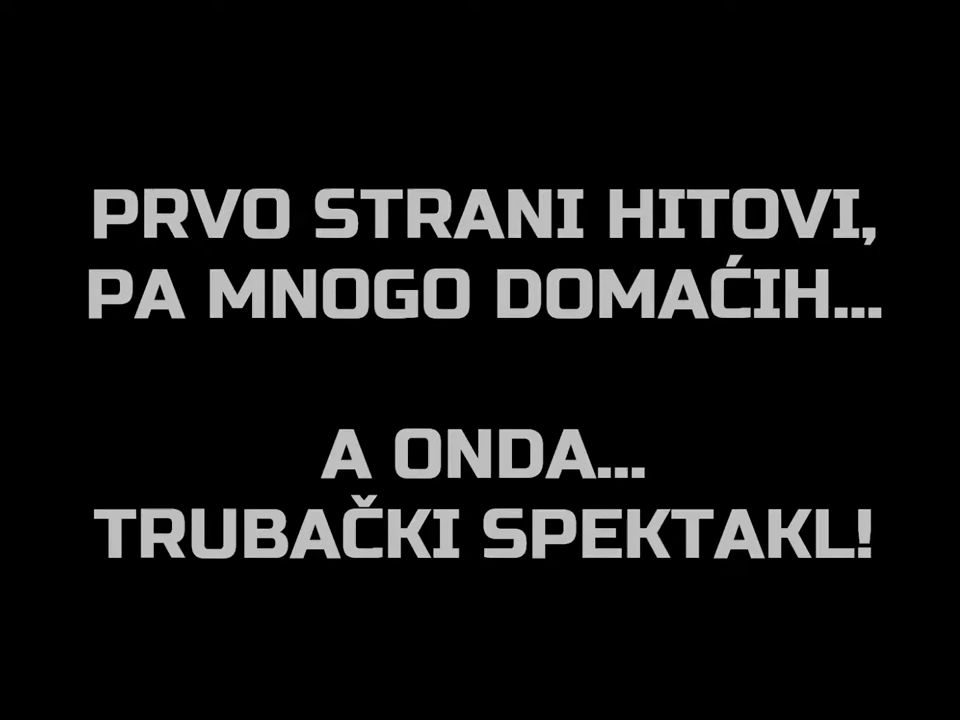 PRVO STRANI HITOVI,
PA MNOGO DOMAĆIH...
A ONDA...
TRUBAČKI SPEKTAKL!